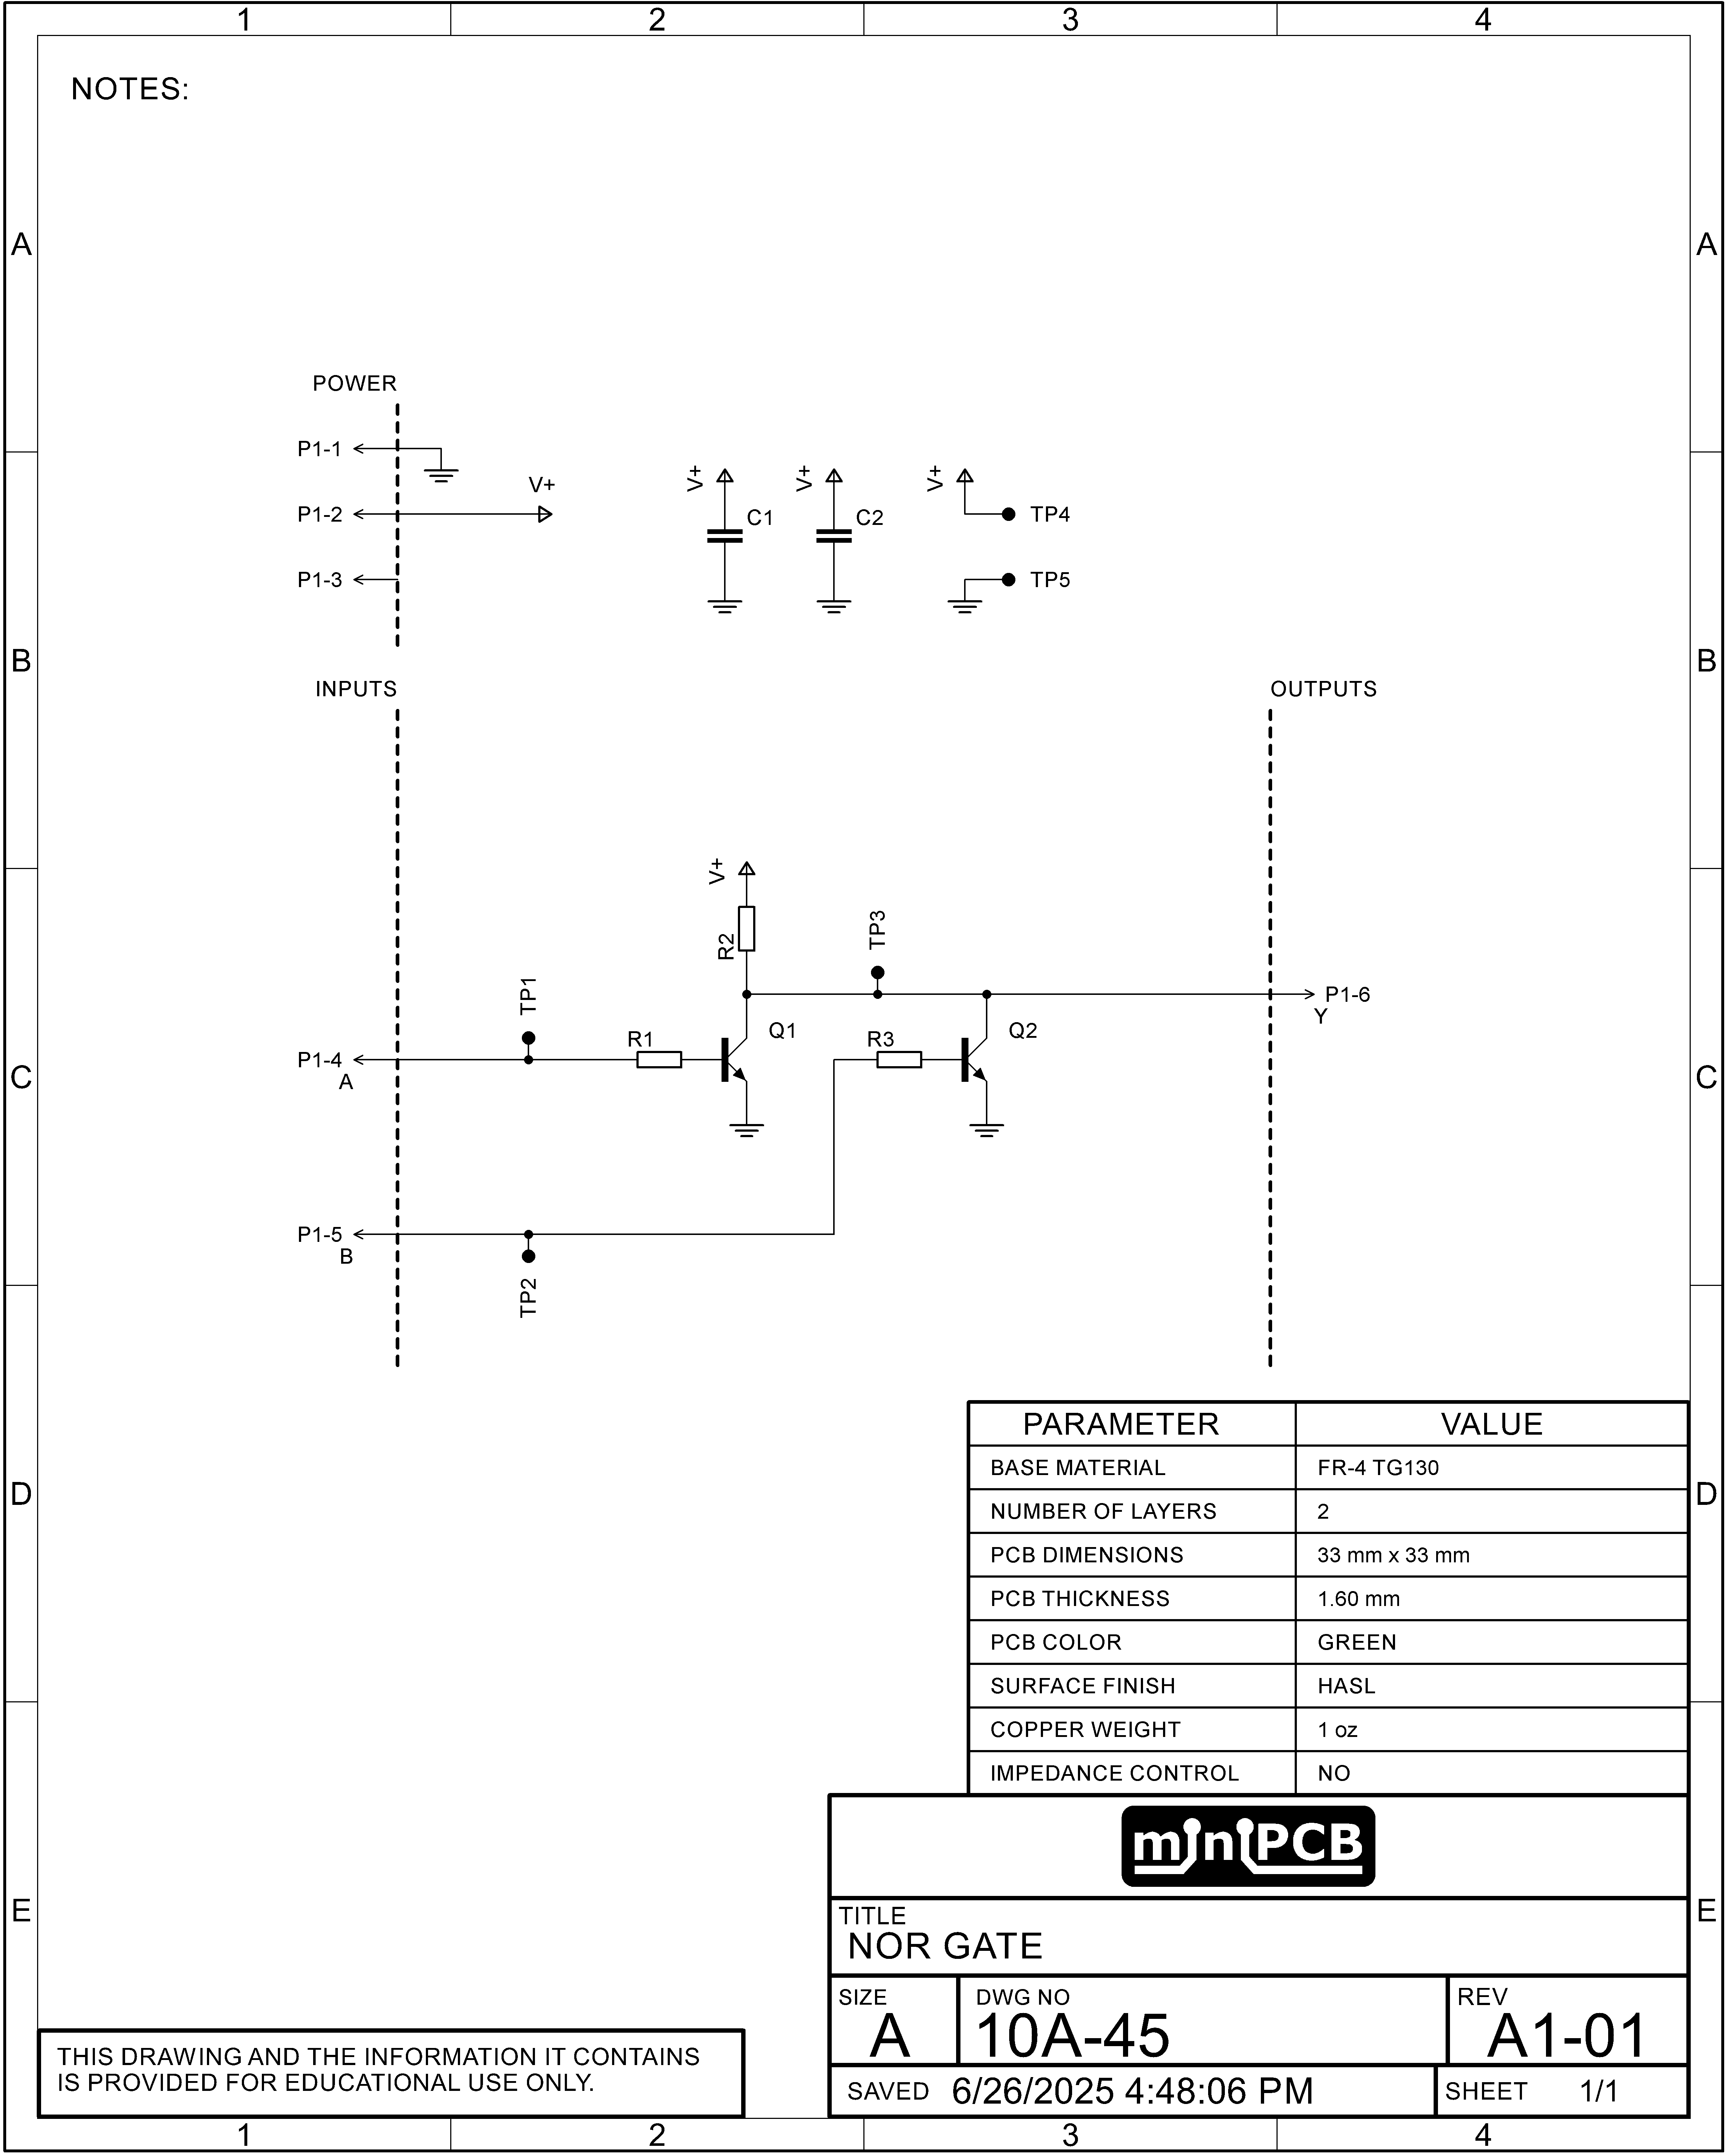 1 2 3 4
NOTES:
A A
POWER
P1-1
V+
P1-2
P1-3
V+ C1
V+ C2
V+ TP4
TP5
B B
INPUTS OUTPUTS
V+
R2
TP3
TP1
P1-6
Y
R1 Q1 R3 Q2
P1-4
A
C C
P1-5
B
TP2
PARAMETER VALUE
BASE MATERIAL FR-4 TG130
NUMBER OF LAYERS 2
D D
PCB DIMENSIONS 33 mm x 33 mm
PCB THICKNESS 1.60 mm
PCB COLOR GREEN
SURFACE FINISH HASL
COPPER WEIGHT 1 oz
IMPEDANCE CONTROL NO
miniPCB
E E
TITLE
NOR GATE
SIZE DWG NO REV
A 10A-45 A1-01
THIS DRAWING AND THE INFORMATION IT CONTAINS
IS PROVIDED FOR EDUCATIONAL USE ONLY.
SAVED 6/26/2025 4:48:06 PM SHEET 1/1
1 2 3 4